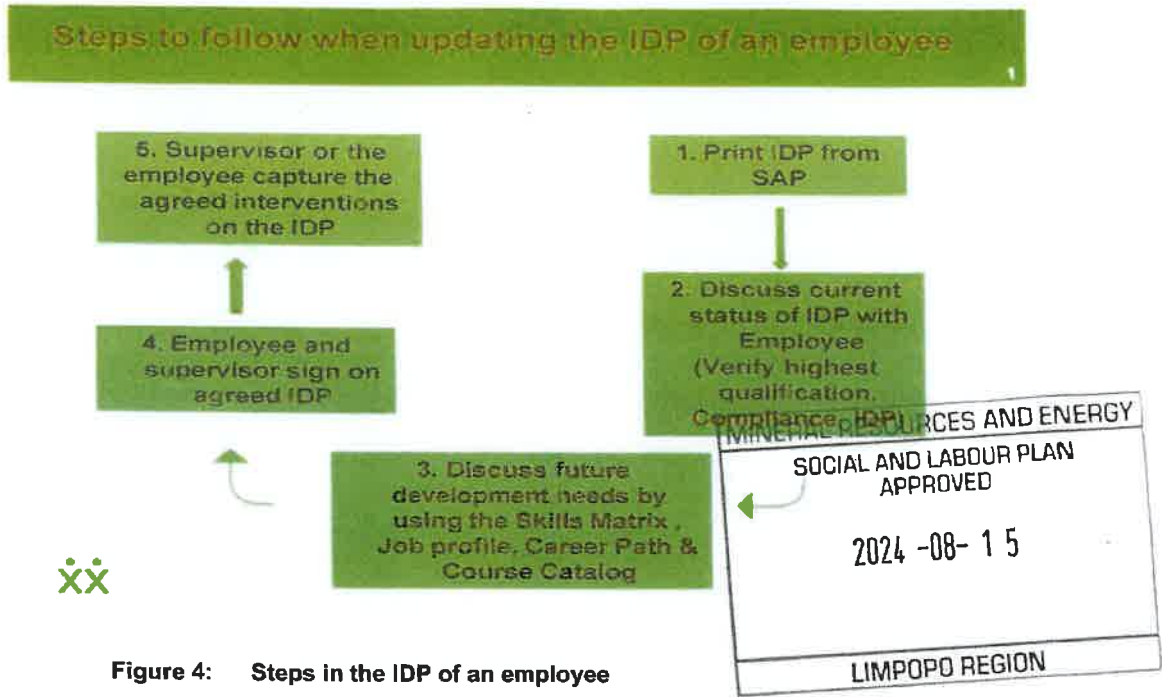 Steps to follow when updating the IDP of an employee
1
5. Supervisor or the
employee capture the
agreed interventions
on the IDP
1. Print IDP from
SAP
2. Discuss current
status of IDP with
Employee
(Verify highest
qualification,
Compliance, IDP)
4. Employee and
supervisor sign on
agreed IDP
3. Discuss future
development needs by
using the Skills Matrix ,
Job profile, Career Path &
Course Catalog
MINERAL RESOURCES AND ENERGY
SOCIAL AND LABOUR PLAN
APPROVED
2024 -08- 1 5
LIMPOPO REGION
Figure 4: Steps in the IDP of an employee